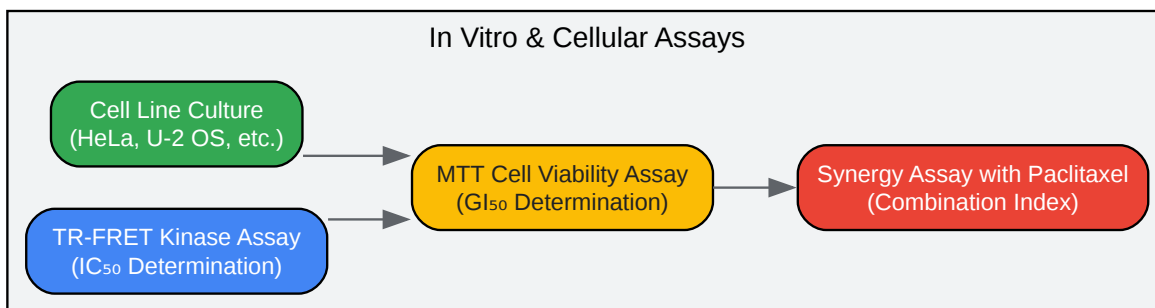 In Vitro & Cellular Assays
Cell Line Culture
(HeLa, U-2 OS, etc.)
TR-FRET Kinase Assay
(IC₅₀ Determination)
MTT Cell Viability Assay
(GI₅₀ Determination)
Synergy Assay with Paclitaxel
(Combination Index)